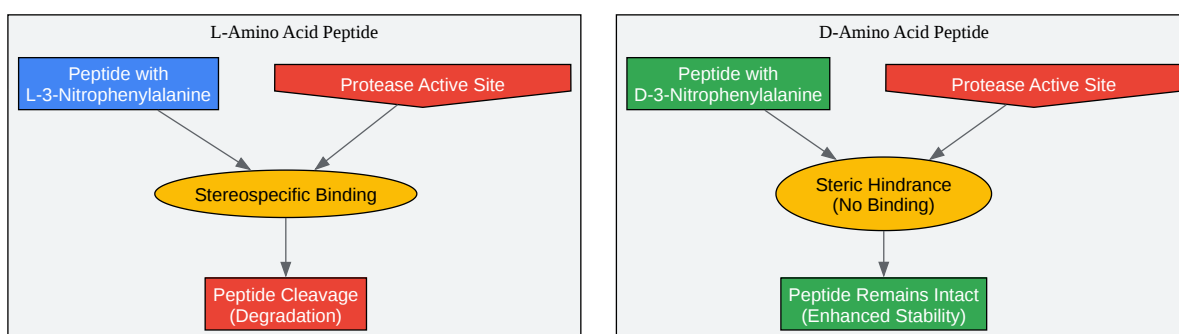 L-Amino Acid Peptide
Peptide with
L-3-Nitrophenylalanine
Protease Active Site
Stereospecific Binding
Peptide Cleavage
(Degradation)
D-Amino Acid Peptide
Peptide with
D-3-Nitrophenylalanine
Protease Active Site
Steric Hindrance
(No Binding)
Peptide Remains Intact
(Enhanced Stability)